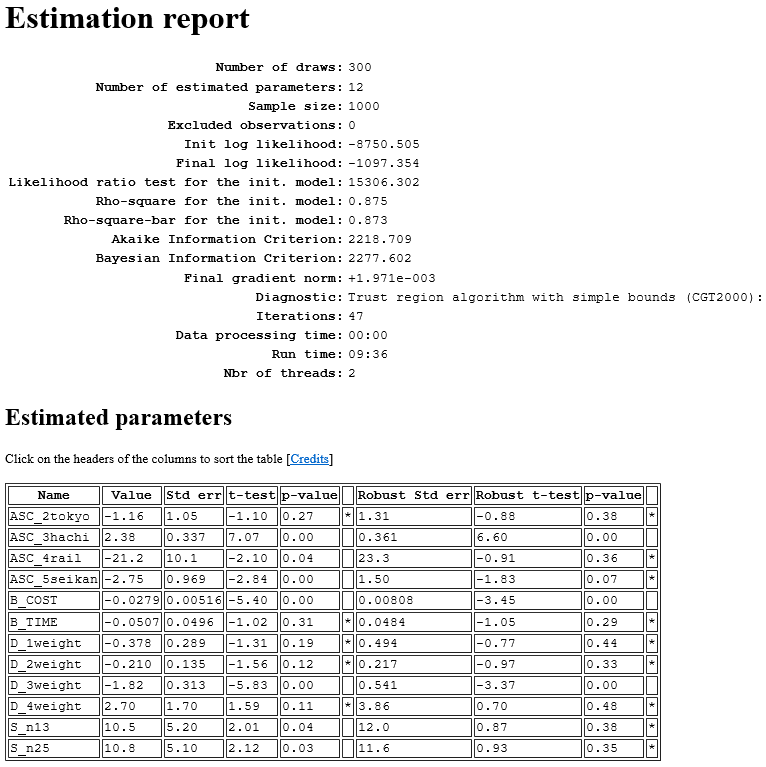 Estimation report
Number of draws: 300
Number of estimated parameters: 12
Sample size: 1000
Excluded observations: 0
Init log likelihood: -8750.505
Final log likelihood: -1097.354
Likelihood ratio test for the init. model: 15306.302
Rho-square for the init. model: 0.875
Rho-square-bar for the init. model: 0.873
Akaike Information Criterion: 2218.709
Bayesian Information Criterion: 2277.602
Final gradient norm: +1.971e-003
Diagnostic: Trust region algorithm with simple bounds (CGT2000):
Iterations: 47
Data processing time: 00:00
Run time: 09:36
Nbr of threads: 2
Estimated parameters
Click on the headers of the columns to sort the table [Credits]
Name Value Std err t-test p-value Robust Std err Robust t-test p-value
ASC_2tokyo -1.16 1.05 -1.10 0.27 * 1.31 -0.88 0.38 *
ASC_3hachi 2.38 0.337 7.07 0.00 0.361 6.60 0.00
ASC_4rail -21.2 10.1 -2.10 0.04 23.3 -0.91 0.36 *
ASC_5seikan -2.75 0.969 -2.84 0.00 1.50 -1.83 0.07 *
B_COST -0.0279 0.00516 -5.40 0.00 0.00808 -3.45 0.00
B_TIME -0.0507 0.0496 -1.02 0.31 * 0.0484 -1.05 0.29 *
D_1weight -0.378 0.289 -1.31 0.19 * 0.494 -0.77 0.44 *
D_2weight -0.210 0.135 -1.56 0.12 * 0.217 -0.97 0.33 *
D_3weight -1.82 0.313 -5.83 0.00 0.541 -3.37 0.00
D_4weight 2.70 1.70 1.59 0.11 * 3.86 0.70 0.48 *
S_n13 10.5 5.20 2.01 0.04 12.0 0.87 0.38 *
S_n25 10.8 5.10 2.12 0.03 11.6 0.93 0.35 *